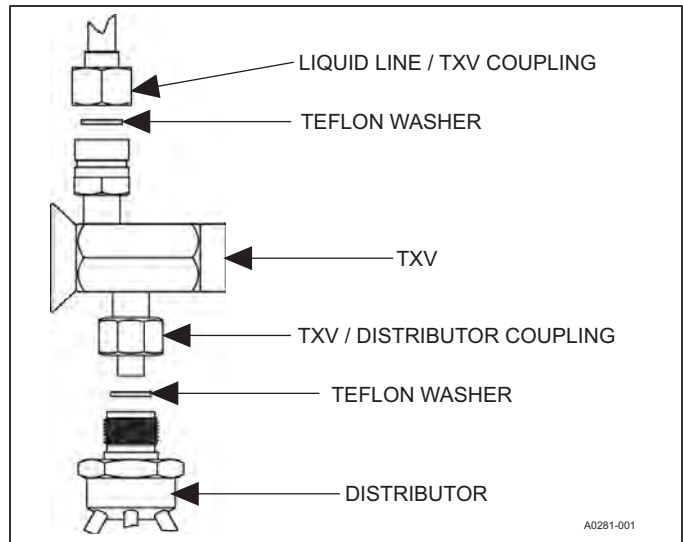 LIQUID LINE / TXV COUPLING
TEFLON WASHER
TXV
TXV / DISTRIBUTOR COUPLING
TEFLON WASHER
DISTRIBUTOR
A0281-001